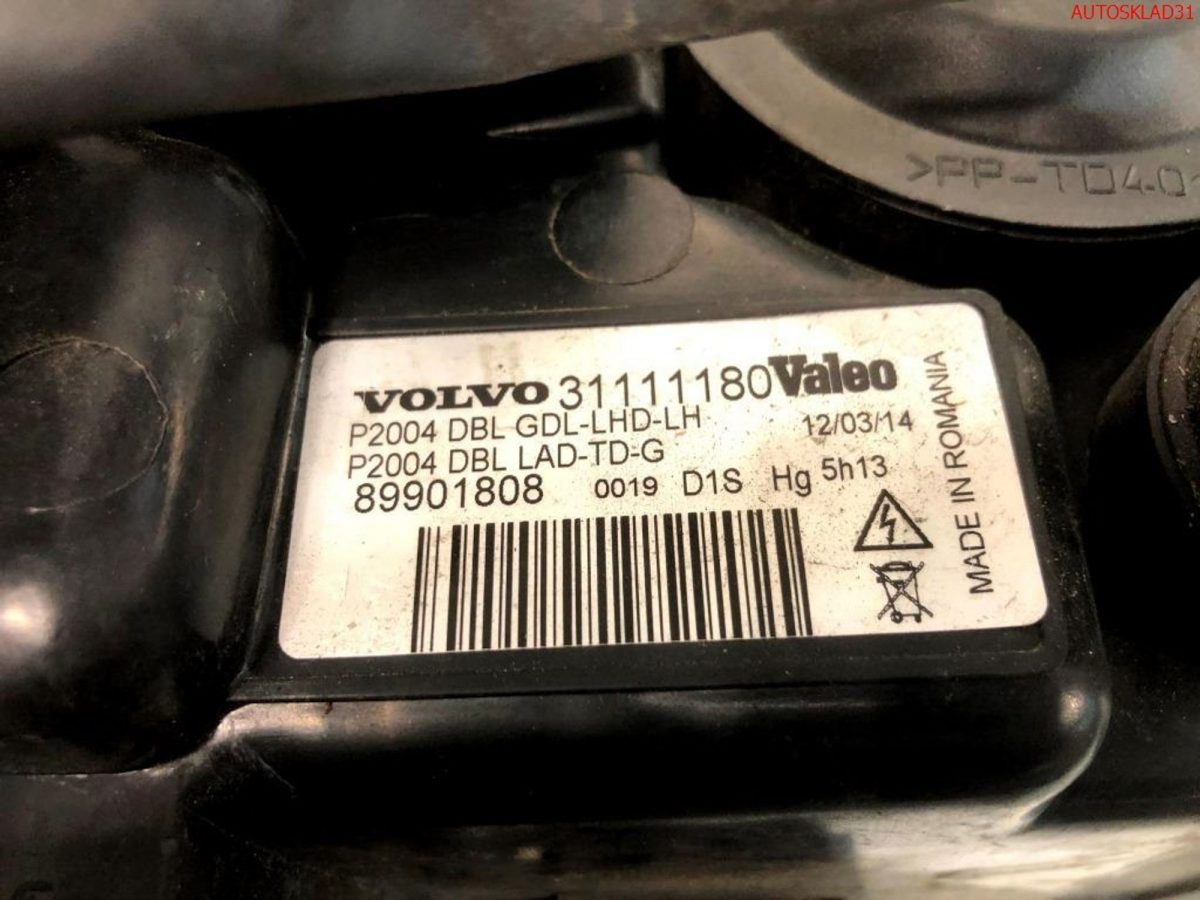 AUTOSKLAD31
>PP-TD40
VOLVO 31111180 Valeo
P2004 DBL GDL-LHD-LH 12/03/14
P2004 DBL LAD-TD-G
89901808 0019 D1S Hg 5h13
MADE IN ROMANIA